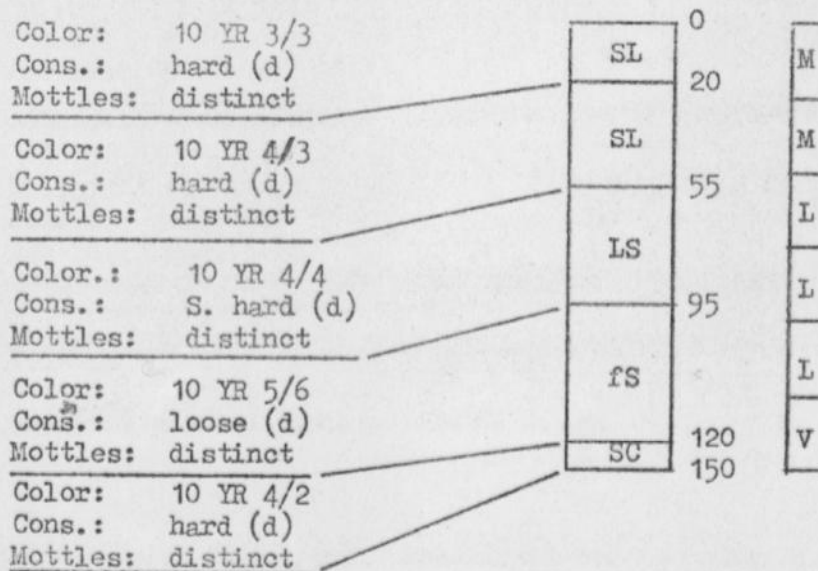 Color: 10 YR 3/3
Cons.: hard (d)
Mottles: distinct
Color: 10 YR 4/3
Cons.: hard (d)
Mottles: distinct
Color.: 10 YR 4/4
Cons.: S. hard (d)
Mottles: distinct
Color: 10 YR 5/6
Cons.: loose (d)
Mottles: distinct
Color: 10 YR 4/2
Cons.: hard (d)
Mottles: distinct
0
SL
20
SL
55
LS
95
fS
120
SC
150
M
M
L
L
L
V